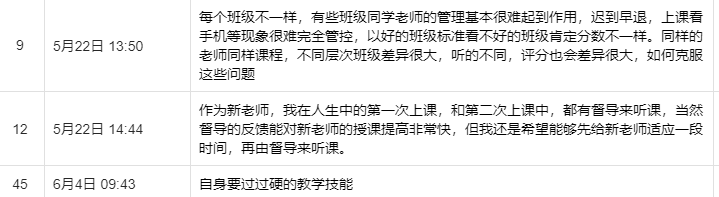 每个班级不一样，有些班级同学老师的管理基本很难起到作用，迟到早退，上课看
手机等现象很难完全管控，以好的班级标准看不好的班级肯定分数不一样。同样的
9 5月22日 13:50 老师同样课程，不同层次班级差异很大，听的不同，评分也会差异很大，如何克服
这些问题
作为新老师，我在人生中的第一次上课，和第二次上课中，都有督导来听课，当然
12 5月22日 14:44 督导的反馈能对新老师的授课提高非常快，但我还是希望能够先给新老师适应一段
时间，再由督导来听课。
45 6月4日 09:43 自身要过过硬的教学技能